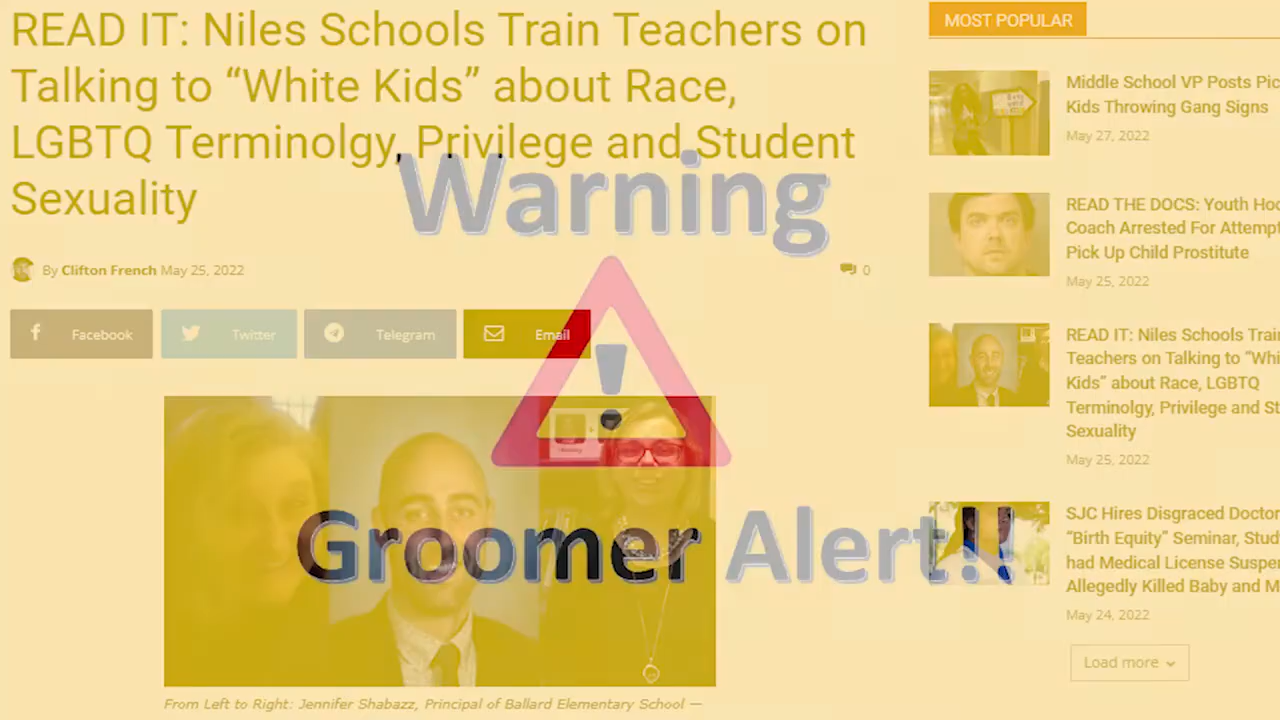 READ IT: Niles Schools Train Teachers on
Talking to “White Kids” about Race,
LGBTQ Terminolgy, Privilege and Student
Sexuality
By Clifton French May 25, 2022
0
Facebook
Twitter
Telegram
Email
From Left to Right: Jennifer Shabazz, Principal of Ballard Elementary School —
Warning
Groomer Alert!!
MOST POPULAR
Middle School VP Posts Pic
Kids Throwing Gang Signs
May 27, 2022
READ THE DOCS: Youth Hoc
Coach Arrested For Attempt
Pick Up Child Prostitute
May 25, 2022
READ IT: Niles Schools Trai
Teachers on Talking to “Whi
Kids” about Race, LGBTQ
Terminolgy, Privilege and St
Sexuality
May 25, 2022
SJC Hires Disgraced Doctor
“Birth Equity” Seminar, Stud
had Medical License Suspe
Allegedly Killed Baby and M
May 24, 2022
Load more